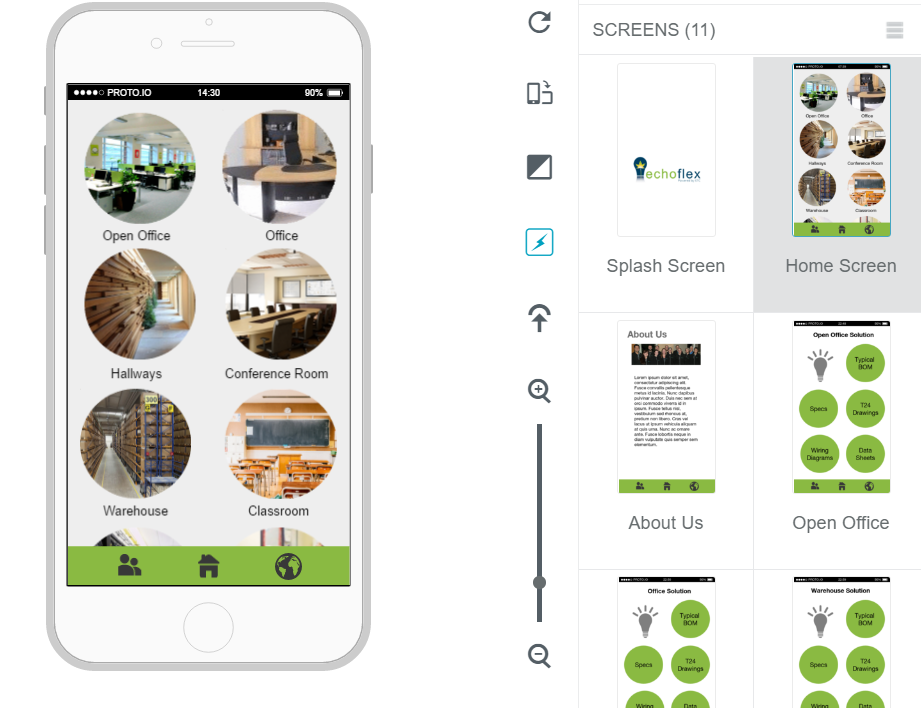 PROTO.IO 14:30 90%
Open Office Office
Hallways Conference Room
300
Warehouse Classroom
SCREENS (11)
echoflex
Splash Screen
PROTO.IO
Open Office Office
Hallways Conference Room
Warehouse Classroom
Home Screen
About Us
Lorem ipsum dolor sit amet,
consectetur adipiscing elit.
Fusce convallis pellentesque
metus id lacinia. Nunc dapibus
pulvinar auctor. Duis nec sem at
orci commodo viverra id in
ipsum. Fusce tellus nisl,
vestibulum sed rhoncus at,
pretium non libero. Cras vel
lacus ut ipsum vehicula aliquam
at quis urna. Nunc ac ornare
ante. Fusce lobortis neque in
diam vulputate quis semper sem
elementum.
About Us
Open Office Solution
Typical
BOM
Specs
T24
Drawings
Wiring
Diagrams
Data
Sheets
Open Office
Office Solution
Typical
BOM
Specs
T24
Drawings
Wiring
Data
Warehouse Solution
Typical
BOM
Specs
T24
Drawings
Wiring
Data